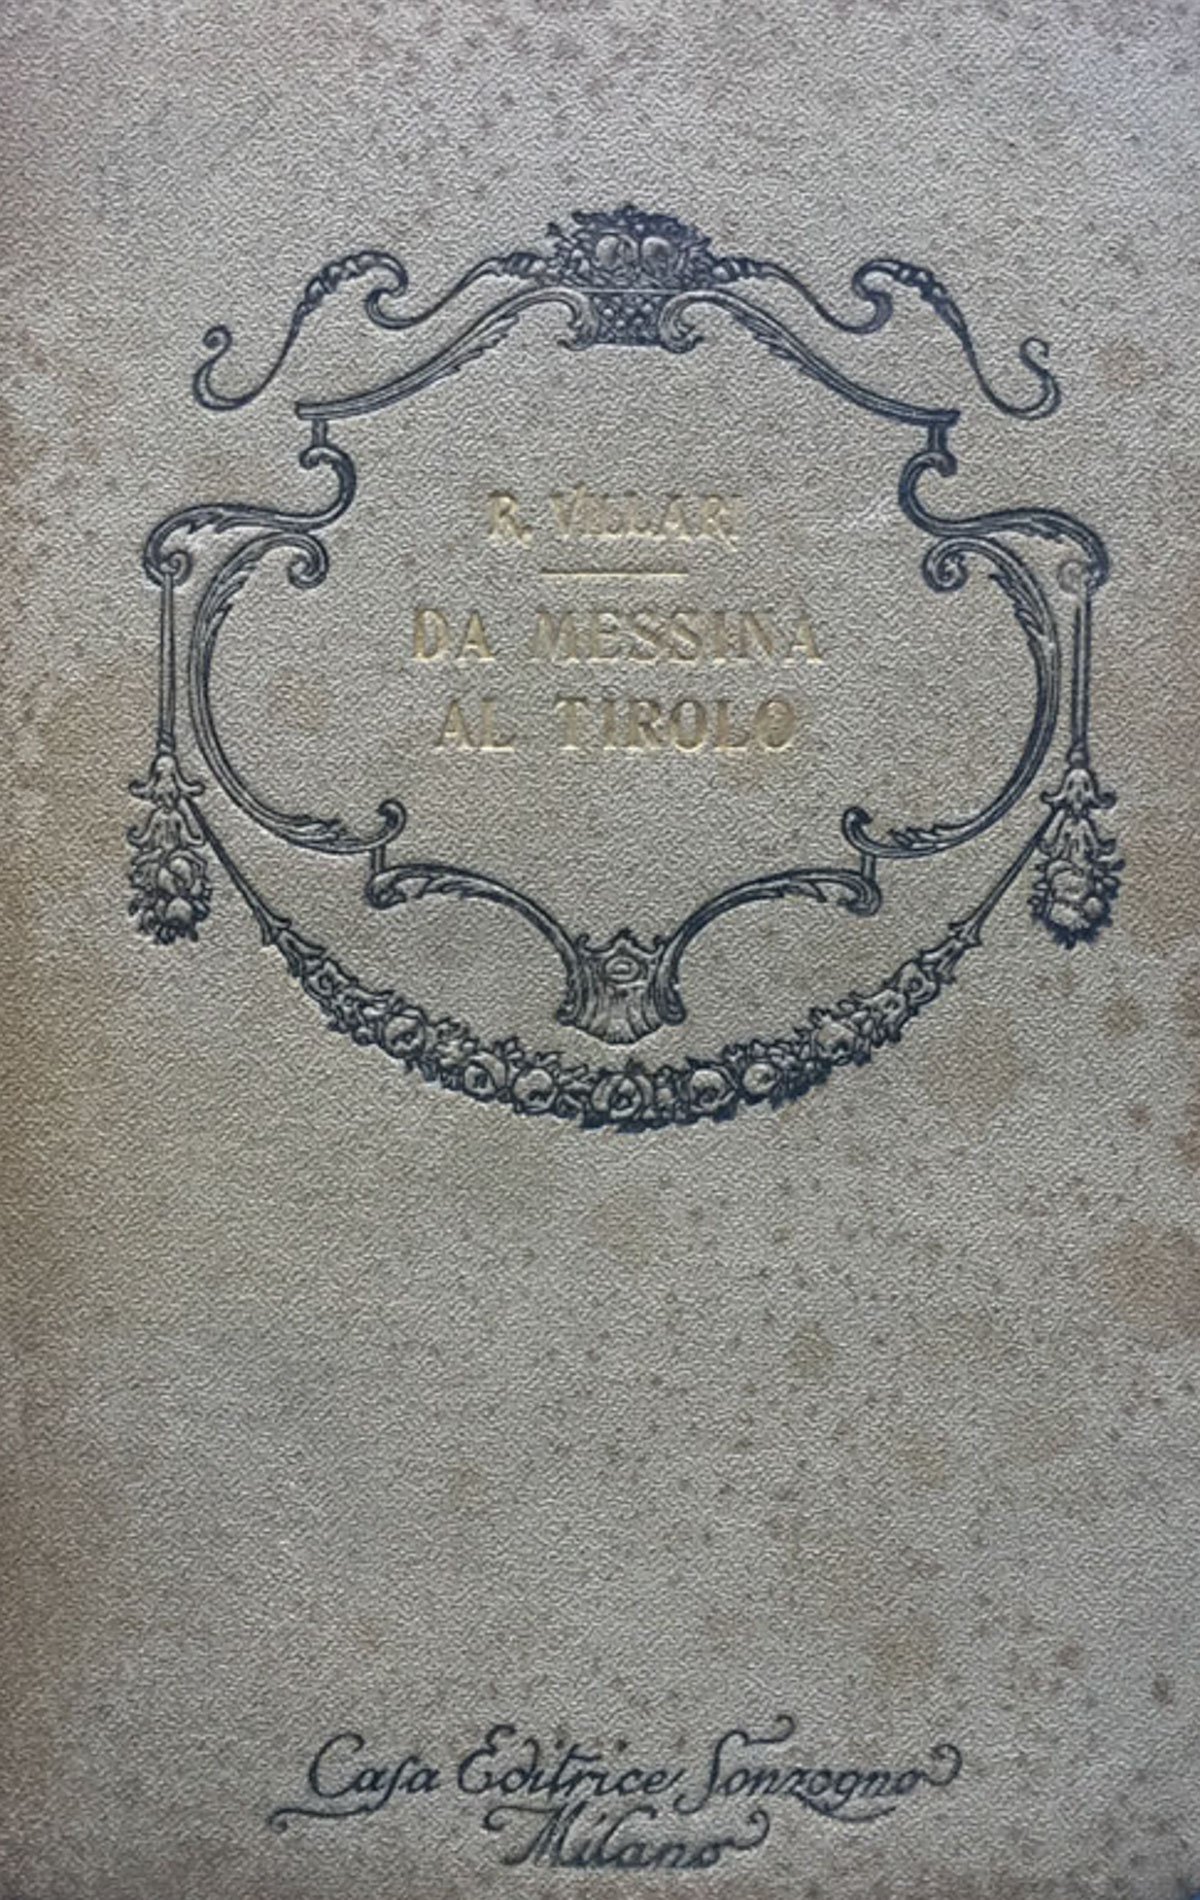 R. VILLARI
DA MESSINA
AL TIROLO
Casa Editrice Sonzogno
Milano